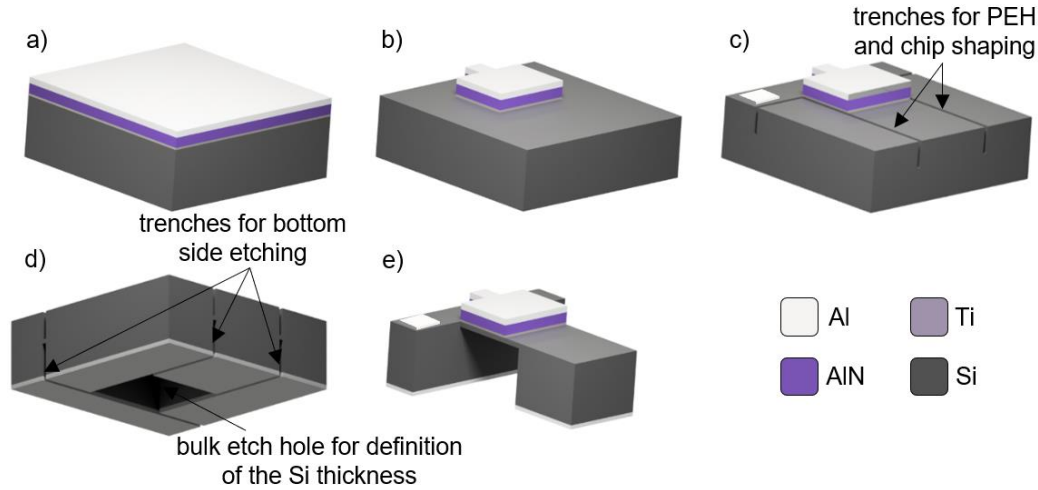 a)
b)
c)
trenches for PEH
and chip shaping
d)
trenches for bottom
side etching
bulk etch hole for definition
of the Si thickness
e)
Al
Ti
AlN
Si